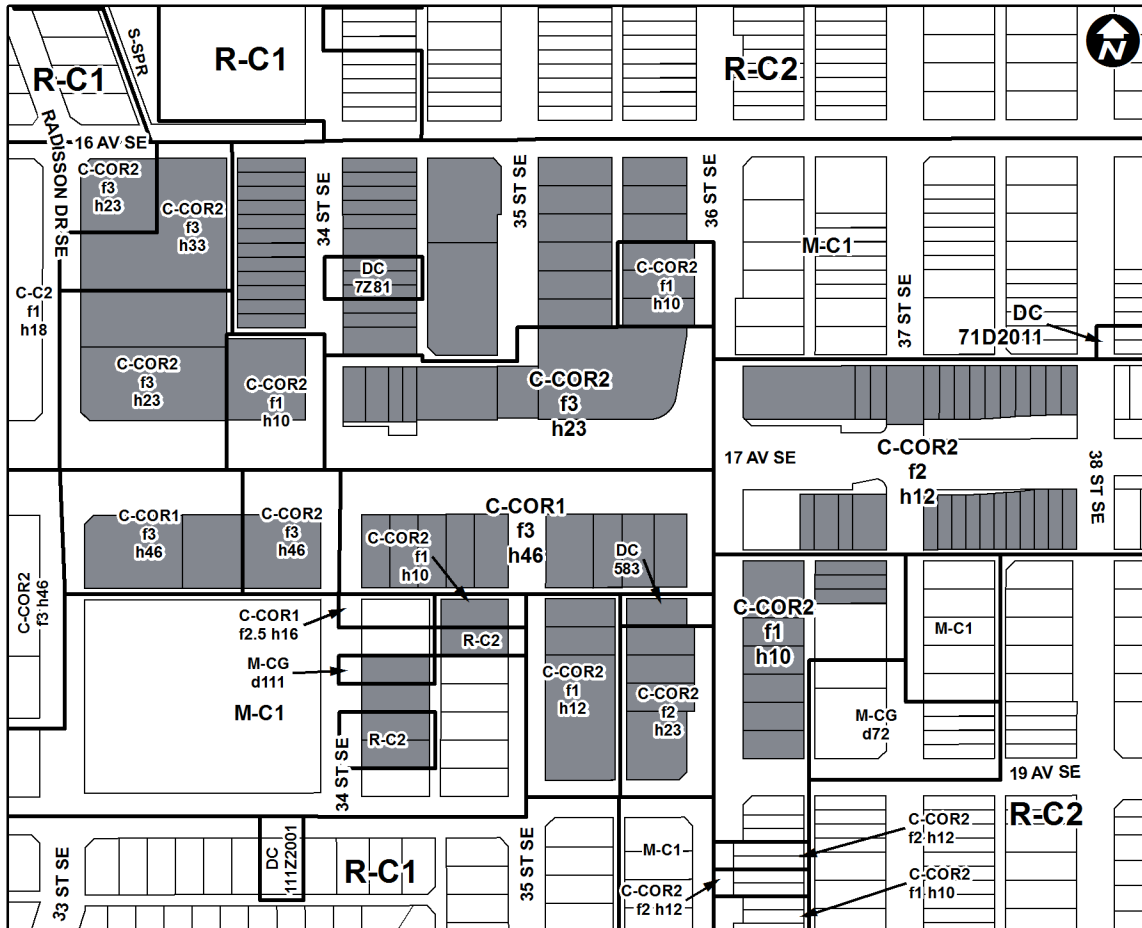 R-C1
S-SPR
R-C1
R-C2
N
RADISSON DR SE
16 AV SE
C-COR2
f3
h23
C-COR2
f3
h33
34 ST SE
35 ST SE
36 ST SE
M-C1
37 ST SE
DC
7Z81
C-COR2
f1
h10
C-C2
f1
h18
DC
71D2011
C-COR2
f3
h23
C-COR2
f1
h10
C-COR2
f3
h23
17 AV SE
C-COR2
f2
h12
38 ST SE
C-COR1
f3
h46
C-COR2
f3
h46
C-COR1
f3
h46
C-COR2
f1
h10
DC
583
C-COR2
f3 h46
C-COR1
f2.5 h16
R-C2
C-COR2
f1
h10
M-C1
M-CG
d111
M-C1
C-COR2
f1
h12
C-COR2
f2
h23
M-CG
d72
R-C2
34 ST SE
19 AV SE
R-C2
33 ST SE
DC
111Z2001
R-C1
35 ST SE
M-C1
C-COR2
f2 h12
C-COR2
f2 h12
C-COR2
f1 h10